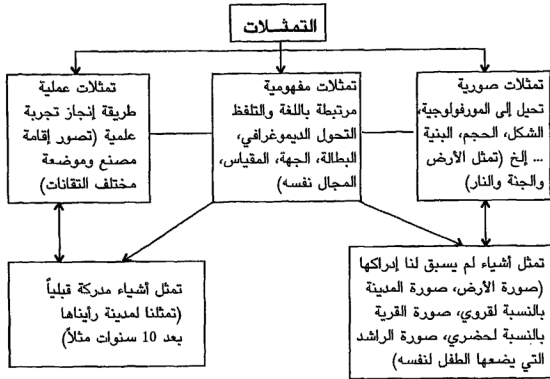 التمثــلات
تمثلات صورية
تحيل إلى المورفولوجية،
الشكل، الحجم، البنية
... إلخ (تمثل الأرض
والجنة والنار)
تمثلات مفهومية
مرتبطة باللغة والتلفظ
التحول الديموغرافي،
البطالة، الجهة، المقياس،
المجال نفسه)
تمثلات عملية
طريقة إنجاز تجربة
علمية (تصور إقامة
مصنع وموضعة
مختلف التقانات)
تمثل أشياء لم يسبق لنا إدراكها
(صورة الأرض، صورة المدينة
بالنسبة لقروي، صورة القرية
بالنسبة لحضري، صورة الراشد
التي يضعها الطفل لنفسه)
تمثل أشياء مدركة قبلياً
(تمثلنا لمدينة رأيناها
بعد 10 سنوات مثلاً)